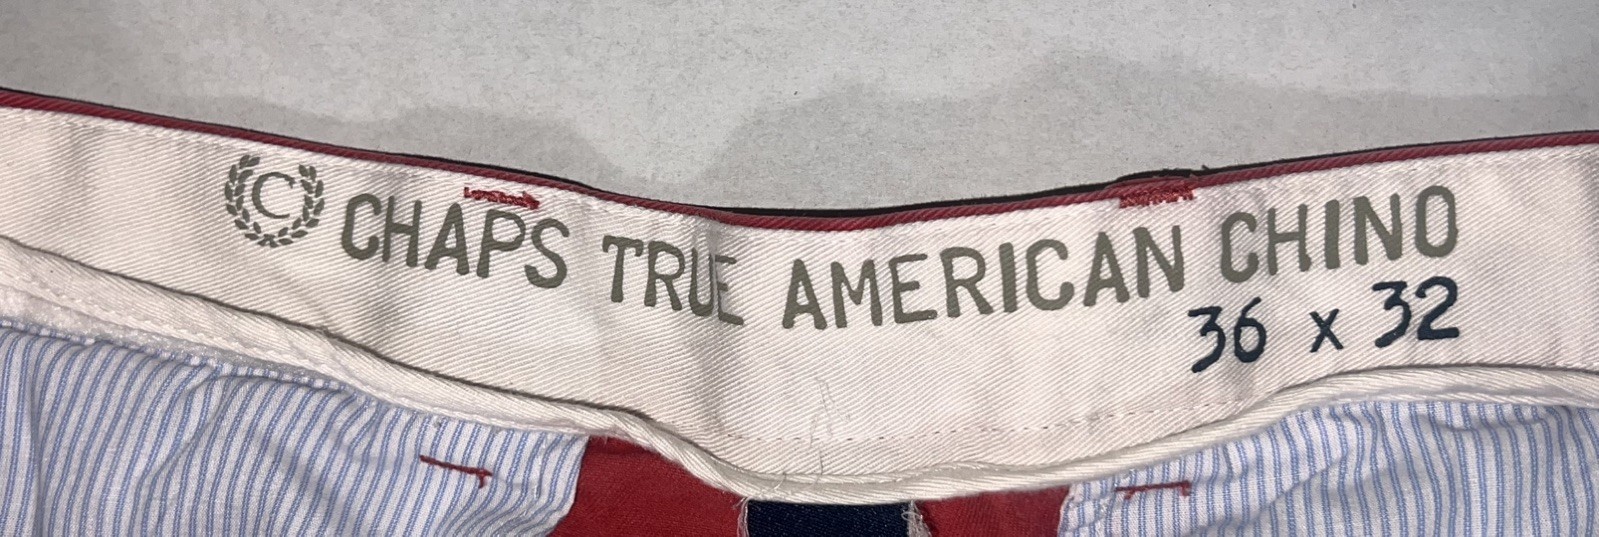 C CHAPS TRUE AMERICAN CHINO
36 x 32